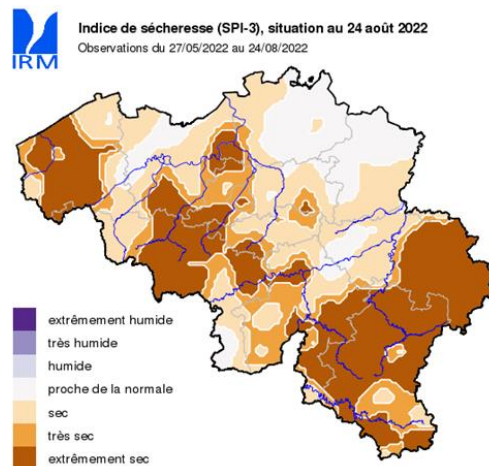 Indice de sécheresse (SPI-3), situation au 24 août 2022
Observations du 27/05/2022 au 24/08/2022
IRM
extrêmement humide
très humide
humide
proche de la normale
sec
très sec
extrêmement sec